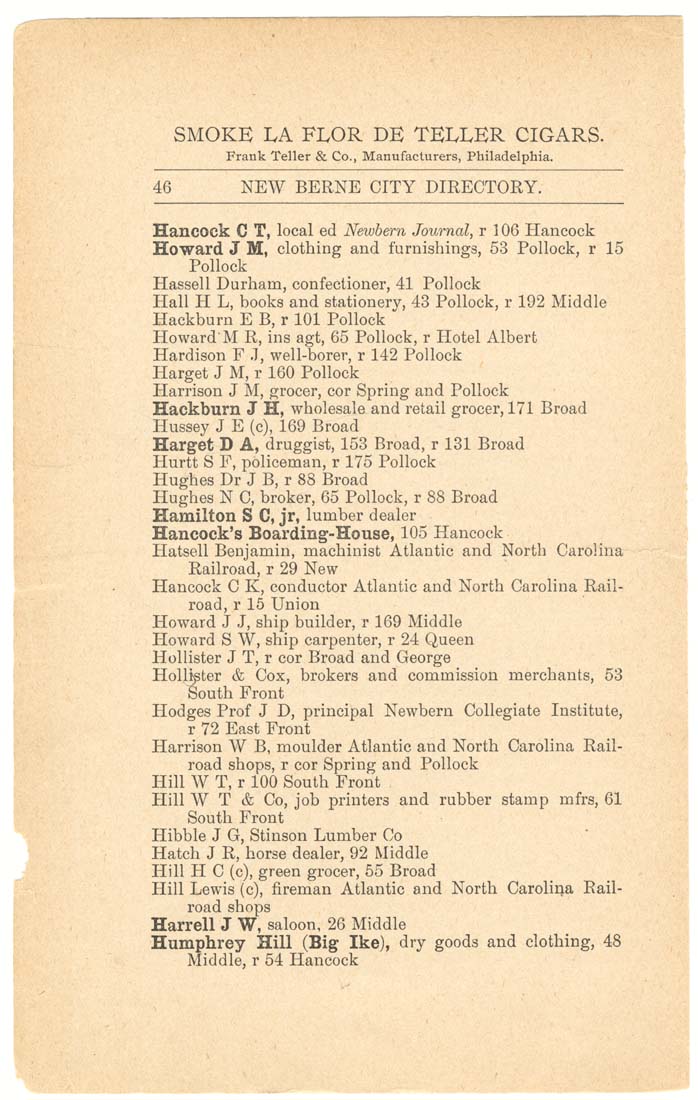 SMOKE LA FLOR DE TELLER CIGARS.
Frank Teller & Co., Manufacturers, Philadelphia.
46 NEW BERNE CITY DIRECTORY.
Hancock C T, local ed Newbern Journal, r 106 Hancock
Howard J M, clothing and furnishings, 53 Pollock, r 15
Pollock
Hassell Durham, confectioner, 41 Pollock
Hall H L, books and stationery, 43 Pollock, r 192 Middle
Hackburn E B, r 101 Pollock
Howard M R, ins agt, 65 Pollock, r Hotel Albert
Hardison F J, well-borer, r 142 Pollock
Harget J M, r 160 Pollock
Harrison J M, grocer, cor Spring and Pollock
Hackburn J H, wholesale and retail grocer, 171 Broad
Hussey J E (c), 169 Broad
Harget D A, druggist, 153 Broad, r 131 Broad
Hurtt S F, policeman, r 175 Pollock
Hughes Dr J B, r 88 Broad
Hughes N C, broker, 65 Pollock, r 88 Broad
Hamilton S C, jr, lumber dealer
Hancock's Boarding-House, 105 Hancock
Hatsell Benjamin, machinist Atlantic and North Carolina
Railroad, r 29 New
Hancock C K, conductor Atlantic and North Carolina Rail-
road, r 15 Union
Howard J J, ship builder, r 169 Middle
Howard S W, ship carpenter, r 24 Queen
Hollister J T, r cor Broad and George
Hollister & Cox, brokers and commission merchants, 53
South Front
Hodges Prof J D, principal Newbern Collegiate Institute,
r 72 East Front
Harrison W B, moulder Atlantic and North Carolina Rail-
road shops, r cor Spring and Pollock
Hill W T, r 100 South Front
Hill W T & Co, job printers and rubber stamp mfrs, 61
South Front
Hibble J G, Stinson Lumber Co
Hatch J R, horse dealer, 92 Middle
Hill H C (c), green grocer, 55 Broad
Hill Lewis (c), fireman Atlantic and North Carolina Rail-
road shops
Harrell J W, saloon, 26 Middle
Humphrey Hill (Big Ike), dry goods and clothing, 48
Middle, r 54 Hancock